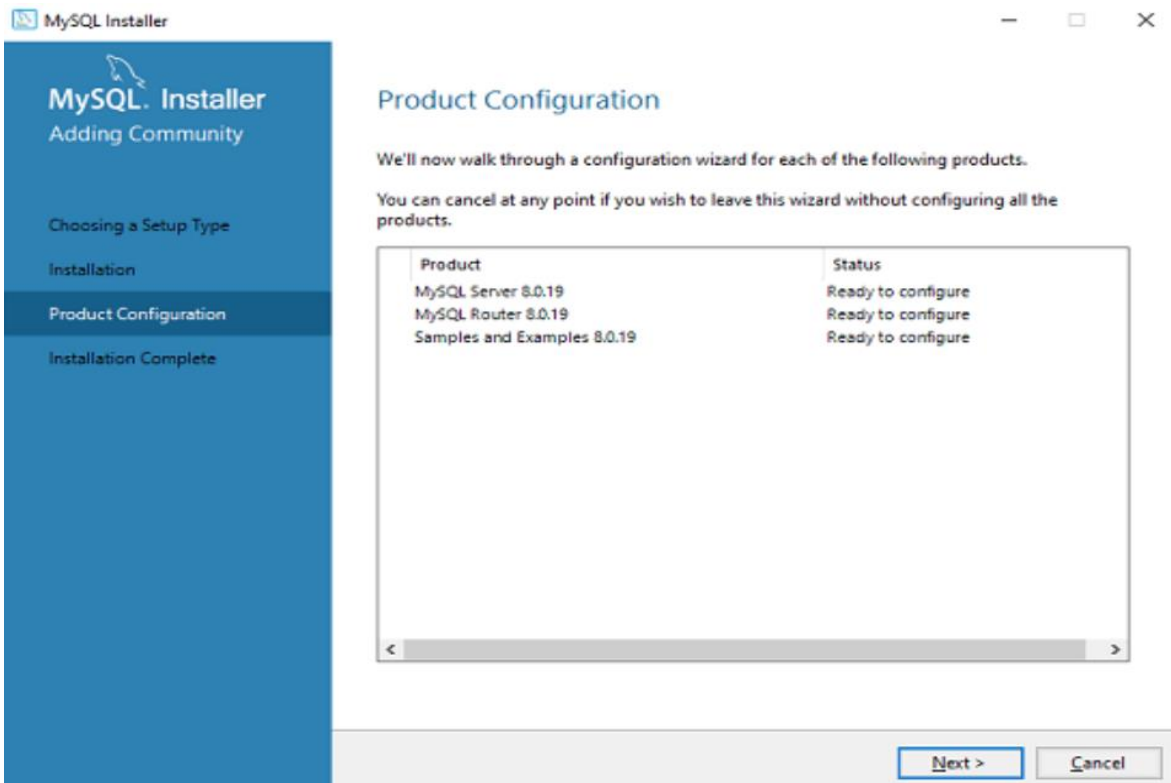 MySQL Installer
MySQL. Installer
Adding Community
Choosing a Setup Type
Installation
Product Configuration
Installation Complete
Product Configuration
We'll now walk through a configuration wizard for each of the following products.
You can cancel at any point if you wish to leave this wizard without configuring all the
products.
Product Status
MySQL Server 8.0.19 Ready to configure
MySQL Router 8.0.19 Ready to configure
Samples and Examples 8.0.19 Ready to configure
Next > Cancel